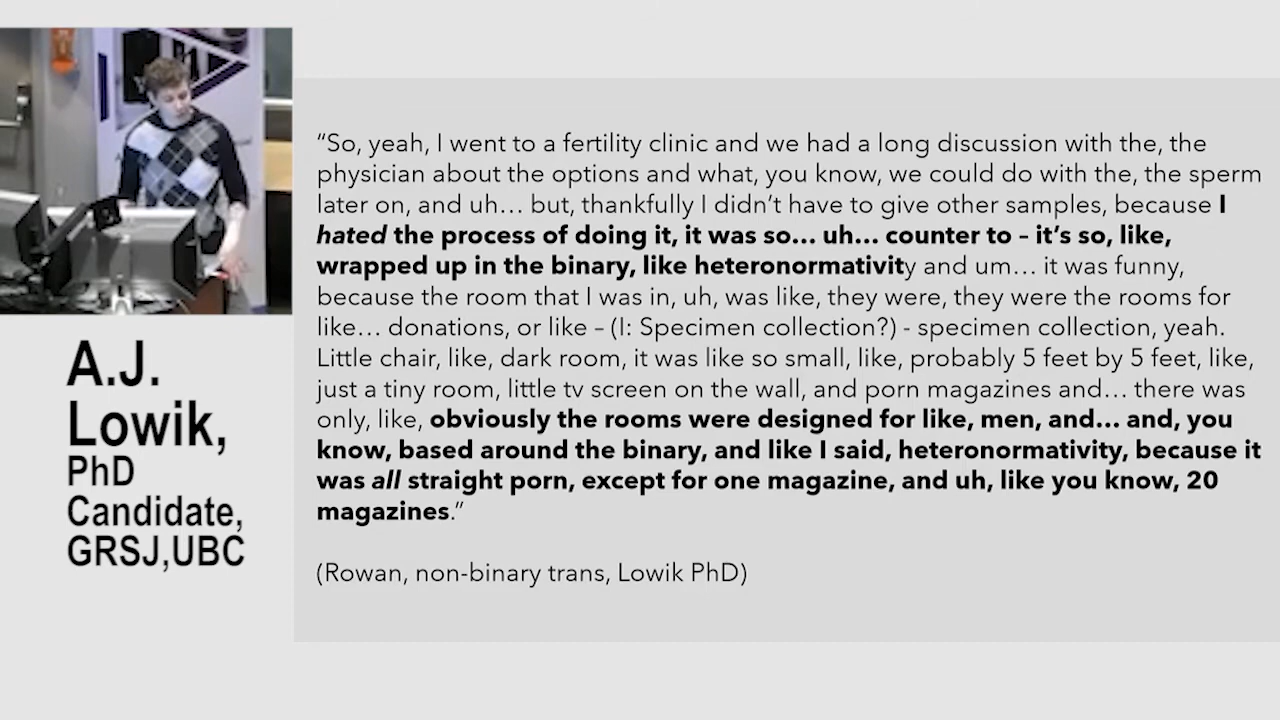 A.J.
Lowik,
PhD
Candidate,
GRSJ,UBC
“So, yeah, I went to a fertility clinic and we had a long discussion with the, the
physician about the options and what, you know, we could do with the, the sperm
later on, and uh... but, thankfully I didn’t have to give other samples, because I
hated the process of doing it, it was so... uh... counter to – it’s so, like,
wrapped up in the binary, like heteronormativity and um... it was funny,
because the room that I was in, uh, was like, they were, they were the rooms for
like... donations, or like – (I: Specimen collection?) - specimen collection, yeah.
Little chair, like, dark room, it was like so small, like, probably 5 feet by 5 feet, like,
just a tiny room, little tv screen on the wall, and porn magazines and... there was
only, like, obviously the rooms were designed for like, men, and... and, you
know, based around the binary, and like I said, heteronormativity, because it
was all straight porn, except for one magazine, and uh, like you know, 20
magazines.”
(Rowan, non-binary trans, Lowik PhD)